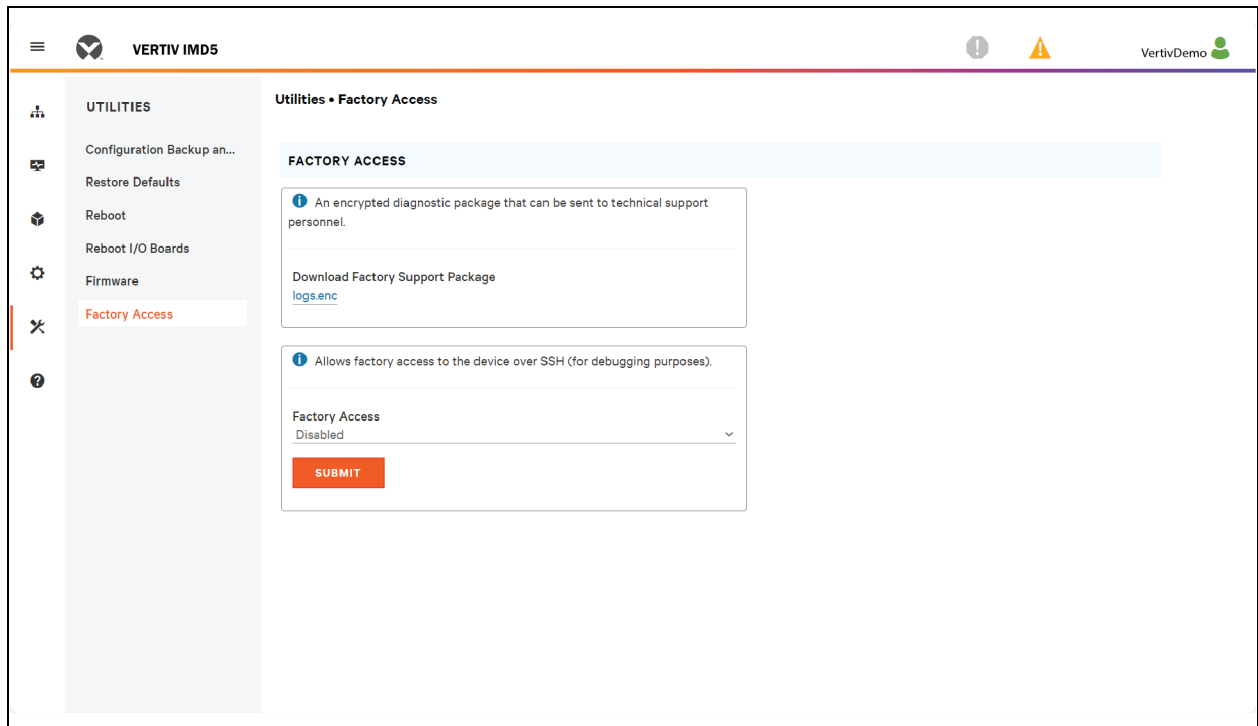 VERTIV IMD5
VertivDemo
UTILITIES
Configuration Backup an...
Restore Defaults
Reboot
Reboot I/O Boards
Firmware
Factory Access
Utilities • Factory Access
FACTORY ACCESS
An encrypted diagnostic package that can be sent to technical support
personnel.
Download Factory Support Package
logs.enc
Allows factory access to the device over SSH (for debugging purposes).
Factory Access
Disabled
SUBMIT